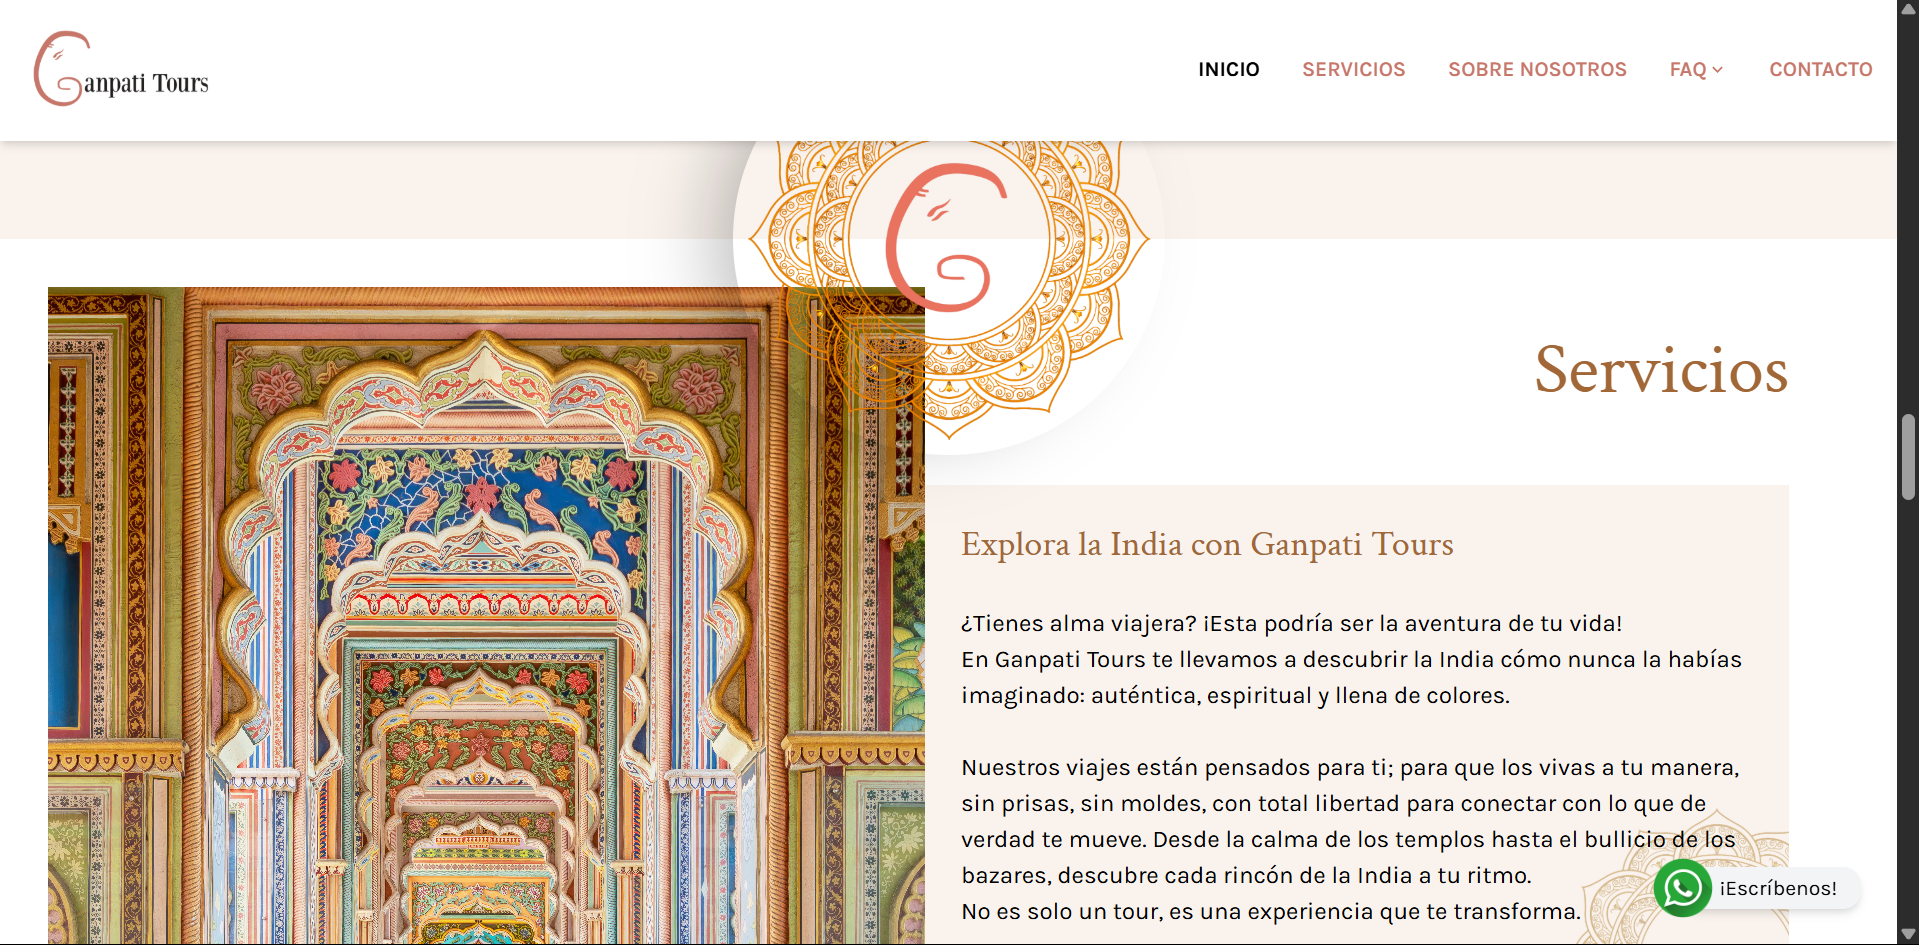 Ganpati Tours
INICIO
SERVICIOS
SOBRE NOSOTROS
FAQ
CONTACTO
Servicios
Explora la India con Ganpati Tours
¿Tienes alma viajera? ¡Esta podría ser la aventura de tu vida!
En Ganpati Tours te llevamos a descubrir la India cómo nunca la habías
imaginado: auténtica, espiritual y llena de colores.
Nuestros viajes están pensados para ti; para que los vivas a tu manera,
sin prisas, sin moldes, con total libertad para conectar con lo que de
verdad te mueve. Desde la calma de los templos hasta el bullicio de los
bazares, descubre cada rincón de la India a tu ritmo.
No es solo un tour, es una experiencia que te transforma.
¡Escríbenos!